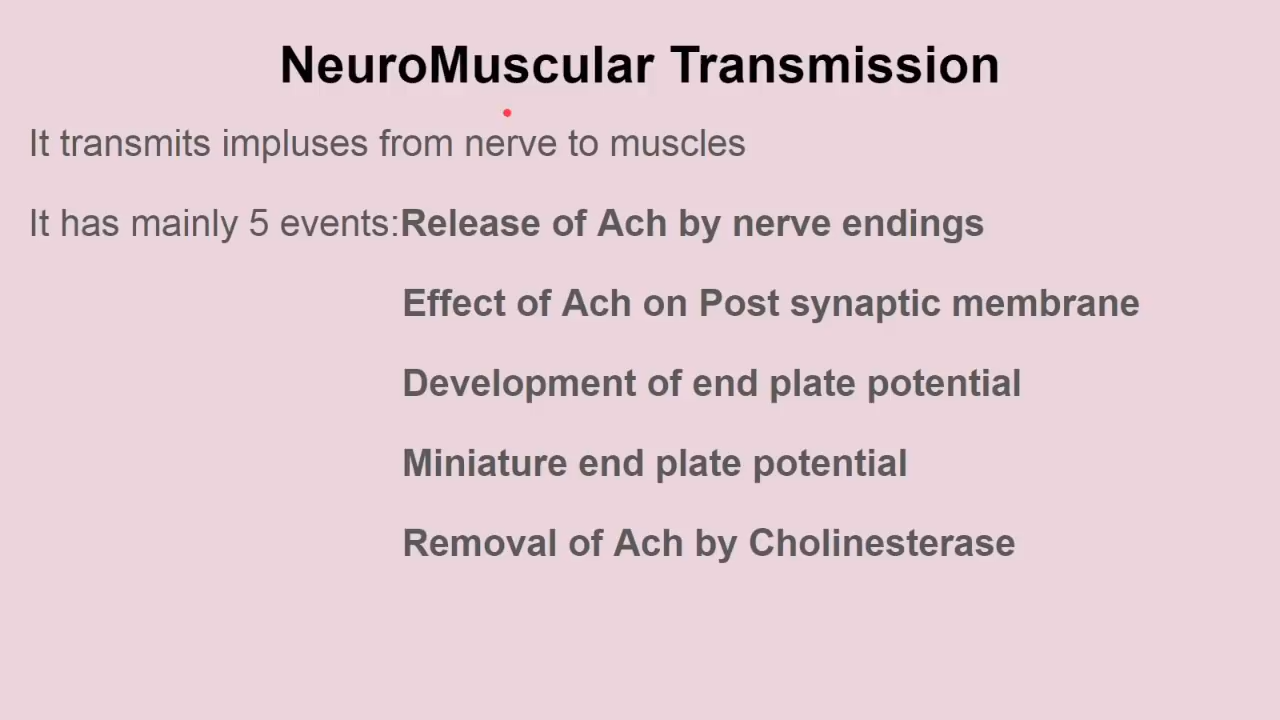 NeuroMuscular Transmission
It transmits impluses from nerve to muscles
It has mainly 5 events:Release of Ach by nerve endings
Effect of Ach on Post synaptic membrane
Development of end plate potential
Miniature end plate potential
Removal of Ach by Cholinesterase